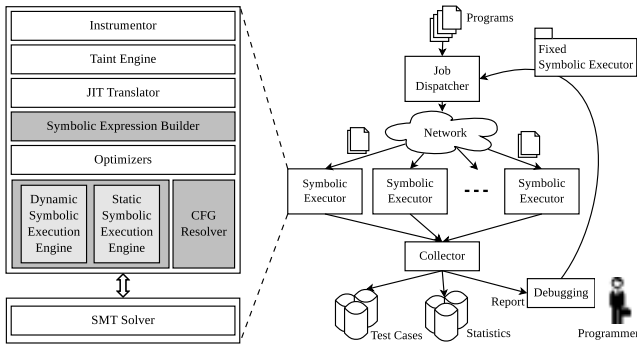 Instrumentor
Taint Engine
JIT Translator
Symbolic Expression Builder
Optimizers
Dynamic
Symbolic
Execution
Engine
Static
Symbolic
Execution
Engine
CFG
Resolver
SMT Solver
Programs
Job
Dispatcher
Fixed
Symbolic Executor
Network
Symbolic
Executor
Symbolic
Executor
Symbolic
Executor
Collector
Test Cases
Statistics
Report
Debugging
Programmer